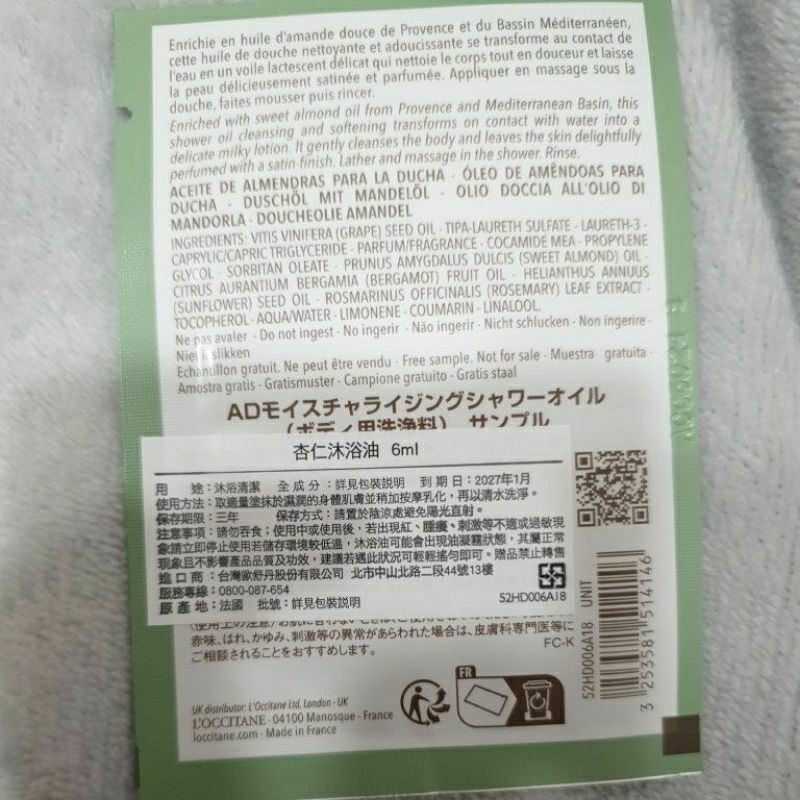 Enrichie en huile d'amande douce de Provence et du Bassin Méditerranéen,
cette huile de douche nettoyante et adoucissante se transforme au contact de
l'eau en un voile lactescent délicat qui nettoie le corps tout en douceur et laisse
la peau délicieusement satinée et parfumée. Appliquer en massage sous la
douche, faites mousser puis rincer.
Enriched with sweet almond oil from Provence and Mediterranean Basin, this
shower oil cleansing and softening transforms on contact with water into a
delicate milky lotion. It gently cleanses the body and leaves the skin delightfully
perfumed with a satin-finish. Lather and massage in the shower. Rinse.
ACEITE DE ALMENDRAS PARA LA DUCHA · ÓLEO DE AMÊNDOAS PARA
DUCHA · DUSCHÖL MIT MANDELÖL · OLIO DOCCIA ALL'OLIO DI
MANDORLA · DOUCHEOLIE AMANDEL
INGREDIENTS: VITIS VINIFERA (GRAPE) SEED OIL · TIPA-LAURETH SULFATE · LAURETH-3 ·
CAPRYLIC/CAPRIC TRIGLYCERIDE · PARFUM/FRAGRANCE · COCAMIDE MEA · PROPYLENE
GLYCOL · SORBITAN OLEATE · PRUNUS AMYGDALUS DULCIS (SWEET ALMOND) OIL ·
CITRUS AURANTIUM BERGAMIA (BERGAMOT) FRUIT OIL · HELIANTHUS ANNUUS
(SUNFLOWER) SEED OIL · ROSMARINUS OFFICINALIS (ROSEMARY) LEAF EXTRACT ·
TOCOPHEROL · AQUA/WATER · LIMONENE · COUMARIN · LINALOOL.
Ne pas avaler · Do not ingest · No ingerir · Não ingerir · Nicht schlucken · Non ingerire ·
Niet slikken
Echantillon gratuit. Ne peut être vendu · Free sample. Not for sale · Muestra gratuita ·
Amostra gratis · Gratismuster · Campione gratuito · Gratis staal
ADモイスチャライジングシャワーオイル
(ボディ用洗浄料) サンプル
杏仁沐浴油 6ml
用 途:沐浴清潔 全成分:詳見包裝說明 到期日:2027年1月
使用方法:取適量塗抹於濕潤的身體肌膚並稍加按摩乳化，再以清水洗淨。
保存期限:三年 保存方式:請置於陰涼處避免陽光直射。
注意事項:請勿吞食;使用中或使用後，若出現紅、腫癢、刺激等不適或過敏現
象請立即停止使用若儲存環境較低溫，沐浴油可能會出現油凝霧狀態，其屬正常
現象且不影響產品品質及功效，建議若遇此狀況可輕輕搖勻即可。贈品禁止轉售
進口商:台灣歐舒丹股份有限公司 北市中山北路二段44號13樓
服務專線:0800-087-654
原產地:法國 批號:詳見包裝說明 52HD006A18
赤味、はれ、かゆみ、刺激等の異常があらわれた場合は、皮膚科専門医等に
ご相談されることをおすすめします。
FC-K
UK distributor: L'Occitane Ltd, London · UK
L'OCCITANE · 04100 Manosque · France
loccitane.com · Made in France
FR
52HD006A18 UNIT
3 253581 514146